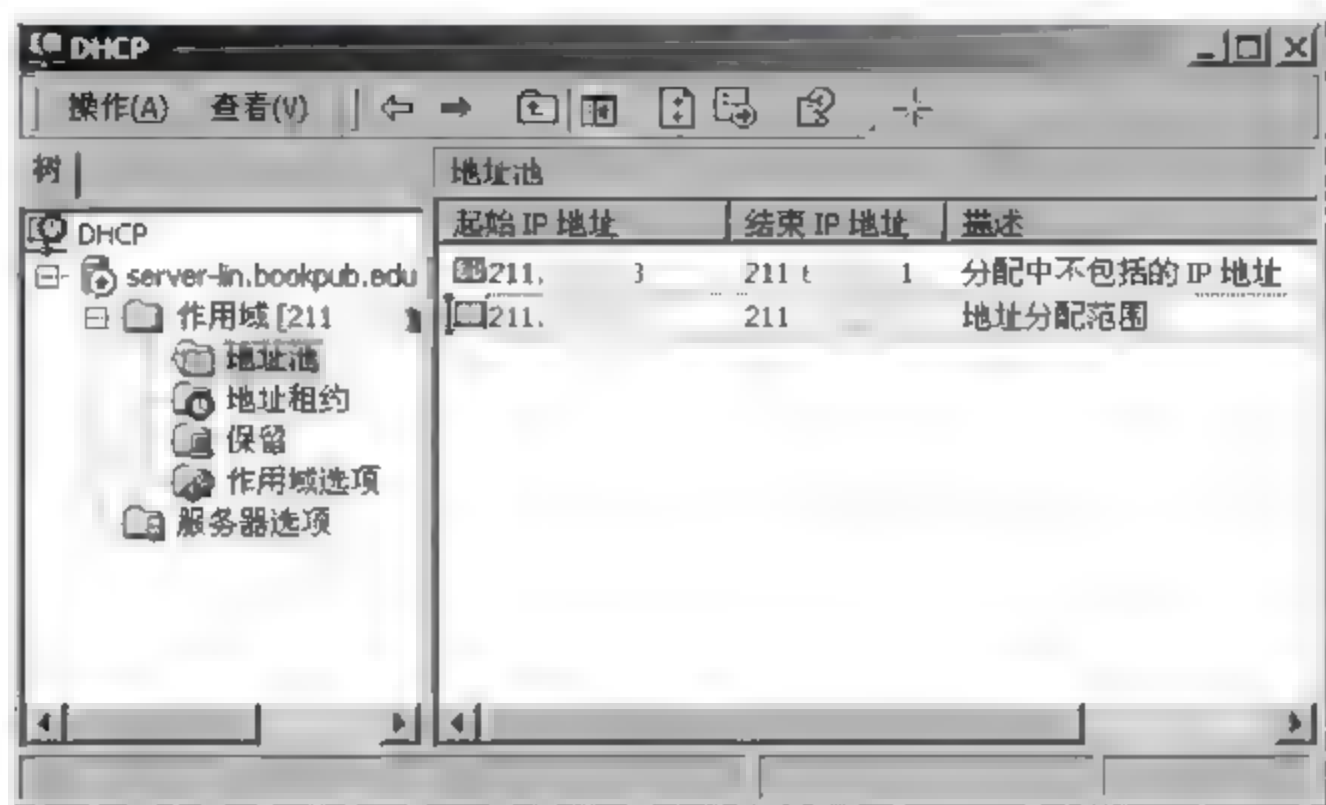 DHCP
操作(A) 查看(V)
树
地址池
DHCP
server-lin.bookpub.edu
作用域 [211
地址池
地址租约
保留
作用域选项
服务器选项
起始 IP 地址 结束 IP 地址 描述
211. 3 211 1 分配中不包括的 IP 地址
211. 211 地址分配范围